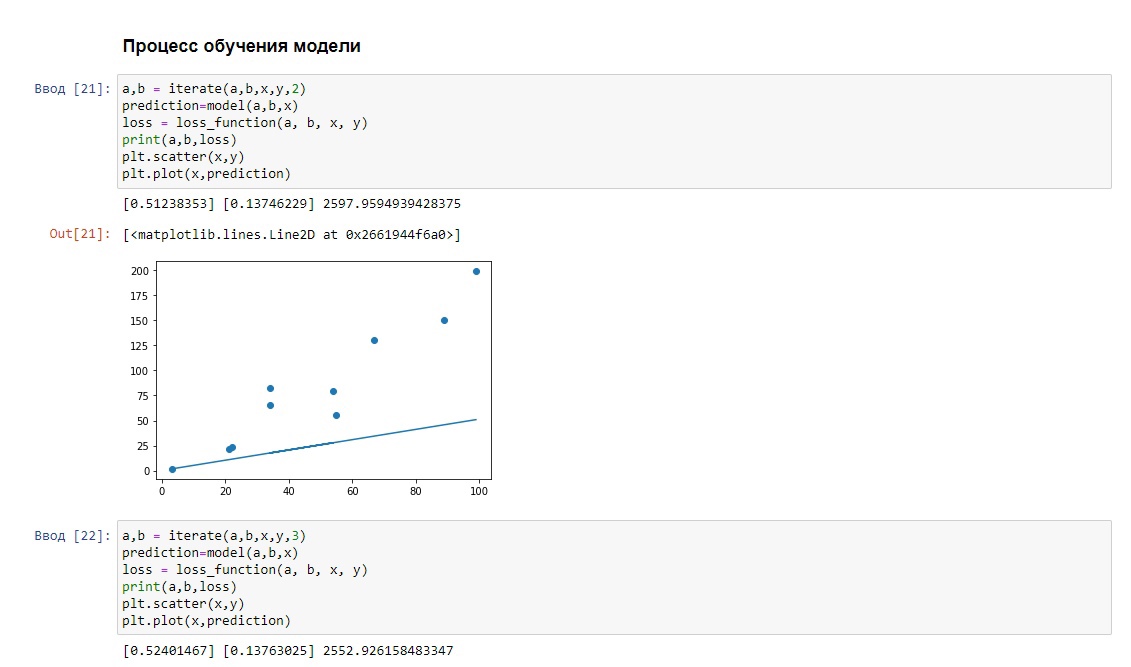 Процесс обучения модели
Ввод [21]:
a,b = iterate(a,b,x,y,2)
prediction=model(a,b,x)
loss = loss_function(a, b, x, y)
print(a,b,loss)
plt.scatter(x,y)
plt.plot(x,prediction)
[0.51238353] [0.13746229] 2597.9594939428375
Out[21]:
[<matplotlib.lines.Line2D at 0x2661944f6a0>]
200
175
150
125
100
75
50
25
0
0 20 40 60 80 100
Ввод [22]:
a,b = iterate(a,b,x,y,3)
prediction=model(a,b,x)
loss = loss_function(a, b, x, y)
print(a,b,loss)
plt.scatter(x,y)
plt.plot(x,prediction)
[0.52401467] [0.13763025] 2552.926158483347